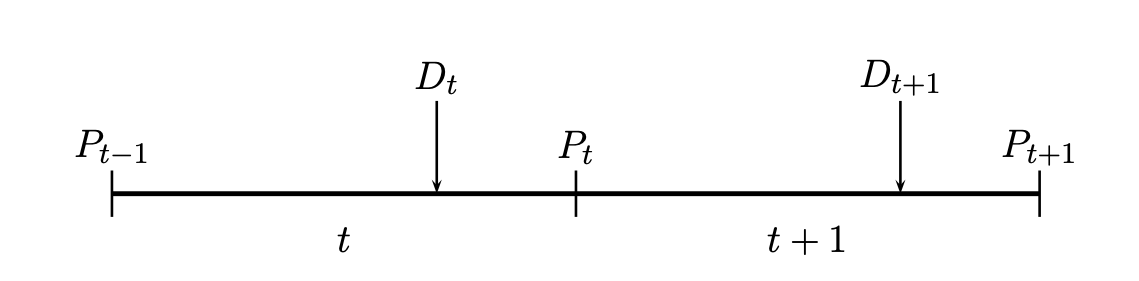 D_t D_{t+1}
P_{t-1} P_t P_{t+1}
t t + 1